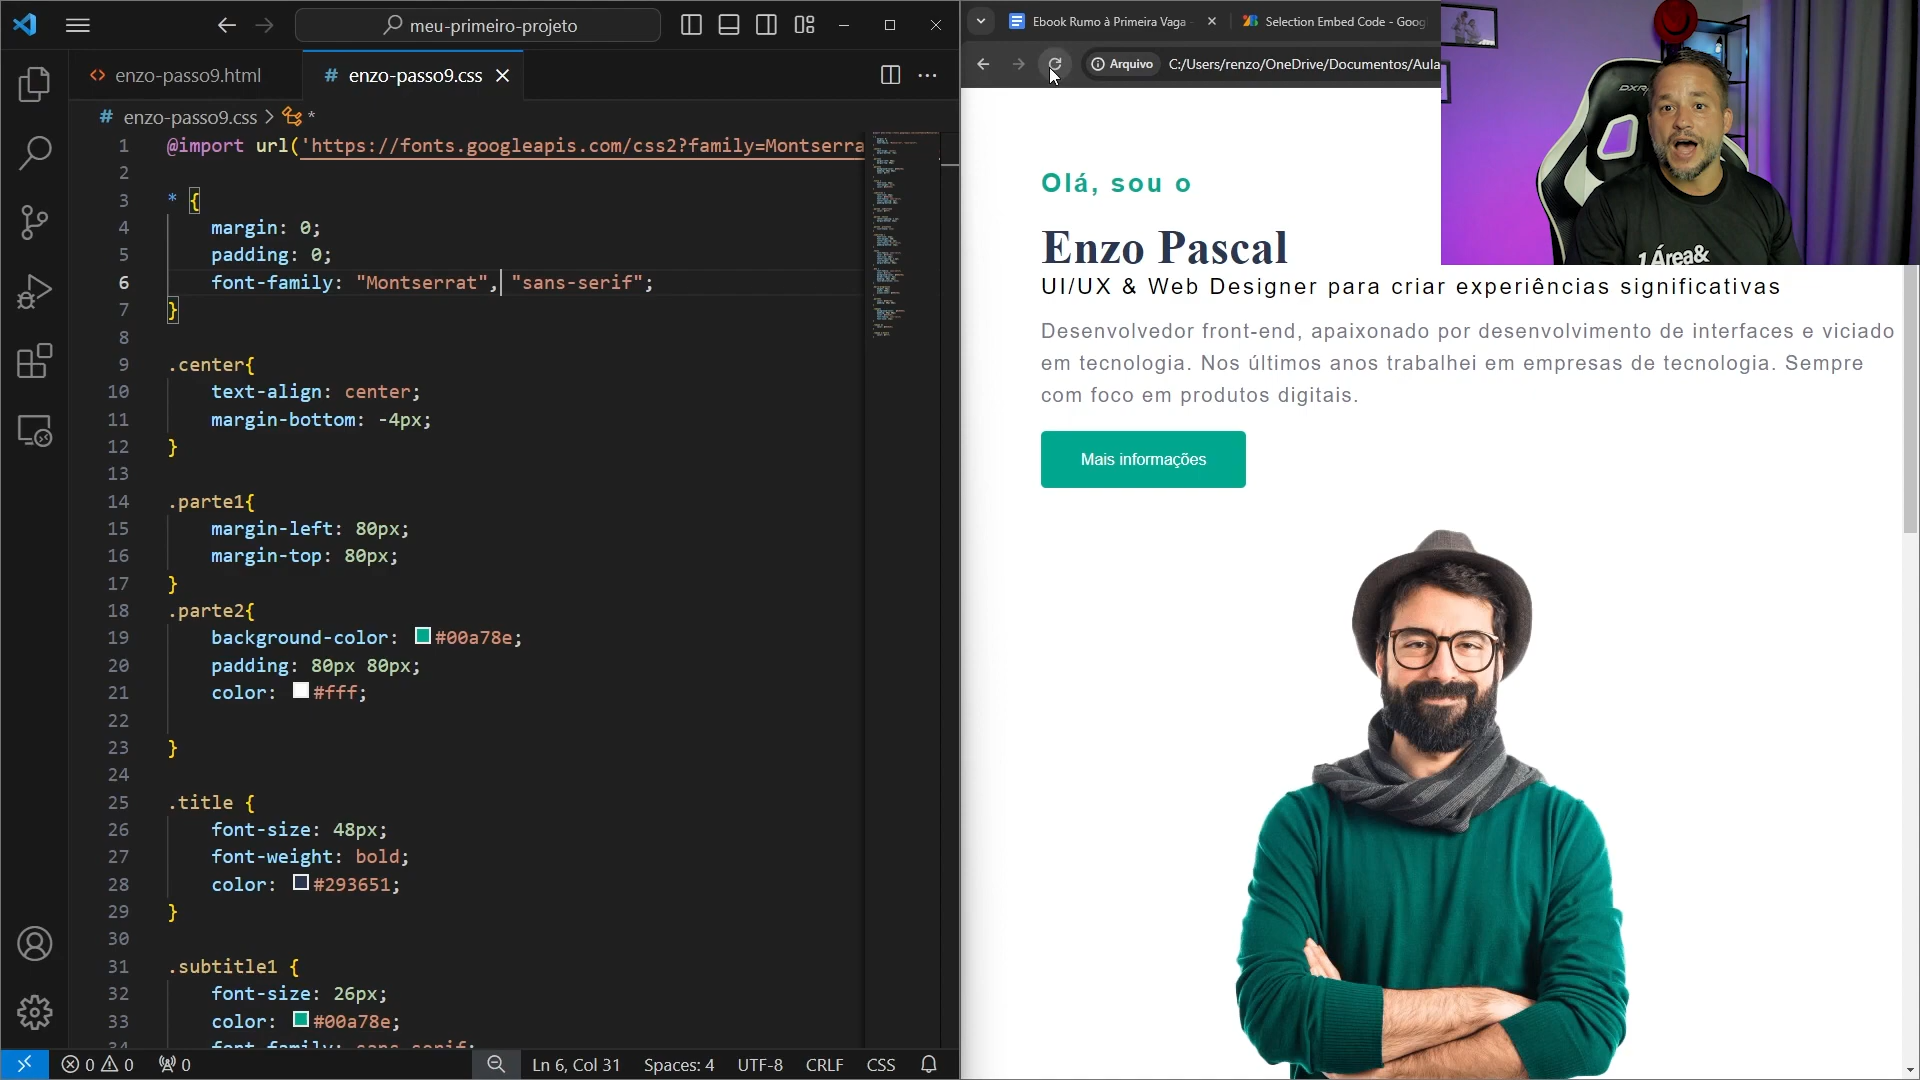 meu-primeiro-projeto
enzo-passo9.html
# enzo-passo9.css
# enzo-passo9.css > *
1 @import url('https://fonts.googleapis.com/css2?family=Montserra
2
3 * {
4 margin: 0;
5 padding: 0;
6 font-family: "Montserrat", "sans-serif";
7 }
8
9 .center{
10 text-align: center;
11 margin-bottom: -4px;
12 }
13
14 .parte1{
15 margin-left: 80px;
16 margin-top: 80px;
17 }
18 .parte2{
19 background-color: #00a78e;
20 padding: 80px 80px;
21 color: #fff;
22
23 }
24
25 .title {
26 font-size: 48px;
27 font-weight: bold;
28 color: #293651;
29 }
30
31 .subtitle1 {
32 font-size: 26px;
33 color: #00a78e;
34 font-family: sans-serif;
0 0 0
Ln 6, Col 31 Spaces: 4 UTF-8 CRLF CSS
Ebook Rumo à Primeira Vaga
Selection Embed Code - Goog
Arquivo C:/Users/renzo/OneDrive/Documentos/Aula
Olá, sou o
Enzo Pascal
UI/UX & Web Designer para criar experiências significativas
Desenvolvedor front-end, apaixonado por desenvolvimento de interfaces e viciado
em tecnologia. Nos últimos anos trabalhei em empresas de tecnologia. Sempre
com foco em produtos digitais.
Mais informações
DXR
1 Área&